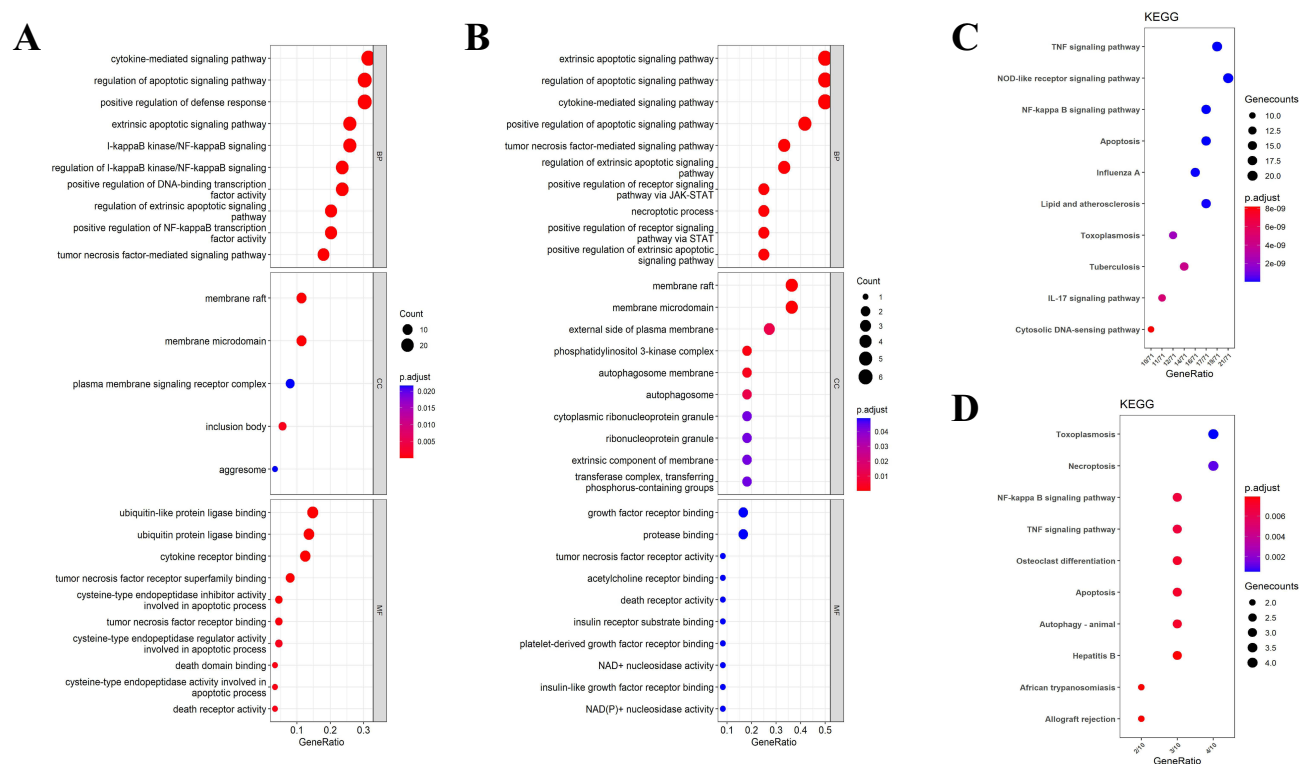 A
cytokine-mediated signaling pathway
regulation of apoptotic signaling pathway
positive regulation of defense response
extrinsic apoptotic signaling pathway
I-kappaB kinase/NF-kappaB signaling
regulation of I-kappaB kinase/NF-kappaB signaling
positive regulation of DNA-binding transcription
factor activity
regulation of extrinsic apoptotic signaling
pathway
positive regulation of NF-kappaB transcription
factor activity
tumor necrosis factor-mediated signaling pathway
BP
membrane raft
membrane microdomain
plasma membrane signaling receptor complex
inclusion body
aggresome
CC
ubiquitin-like protein ligase binding
ubiquitin protein ligase binding
cytokine receptor binding
tumor necrosis factor receptor superfamily binding
cysteine-type endopeptidase inhibitor activity
involved in apoptotic process
tumor necrosis factor receptor binding
cysteine-type endopeptidase regulator activity
involved in apoptotic process
death domain binding
cysteine-type endopeptidase activity involved in
apoptotic process
death receptor activity
MF
0.0 0.1 0.2 0.3
GeneRatio
Count
10
20
p.adjust
0.020
0.015
0.010
0.005
B
extrinsic apoptotic signaling pathway
regulation of apoptotic signaling pathway
cytokine-mediated signaling pathway
positive regulation of apoptotic signaling pathway
tumor necrosis factor-mediated signaling pathway
regulation of extrinsic apoptotic signaling
pathway
positive regulation of receptor signaling
pathway via JAK-STAT
necroptotic process
positive regulation of receptor signaling
pathway via STAT
positive regulation of extrinsic apoptotic
signaling pathway
BP
membrane raft
membrane microdomain
external side of plasma membrane
phosphatidylinositol 3-kinase complex
autophagosome membrane
autophagosome
cytoplasmic ribonucleoprotein granule
ribonucleoprotein granule
extrinsic component of membrane
transferase complex, transferring
phosphorus-containing groups
CC
growth factor receptor binding
protease binding
tumor necrosis factor receptor activity
acetylcholine receptor binding
death receptor activity
insulin receptor substrate binding
platelet-derived growth factor receptor binding
NAD+ nucleosidase activity
insulin-like growth factor receptor binding
NAD(P)+ nucleosidase activity
MF
0.1 0.2 0.3 0.4 0.5
GeneRatio
Count
1
2
3
4
5
6
p.adjust
0.04
0.03
0.02
0.01
C
KEGG
TNF signaling pathway
NOD-like receptor signaling pathway
NF-kappa B signaling pathway
Apoptosis
Influenza A
Lipid and atherosclerosis
Toxoplasmosis
Tuberculosis
IL-17 signaling pathway
Cytosolic DNA-sensing pathway
10/71 11/71 12/71 14/71 16/71 17/71 19/71 21/71
GeneRatio
Genecounts
10.0
12.5
15.0
17.5
20.0
p.adjust
8e-09
6e-09
4e-09
2e-09
D
KEGG
Toxoplasmosis
Necroptosis
NF-kappa B signaling pathway
TNF signaling pathway
Osteoclast differentiation
Apoptosis
Autophagy - animal
Hepatitis B
African trypanosomiasis
Allograft rejection
2/10 3/10 4/10
GeneRatio
p.adjust
0.006
0.004
0.002
Genecounts
2.0
2.5
3.0
3.5
4.0